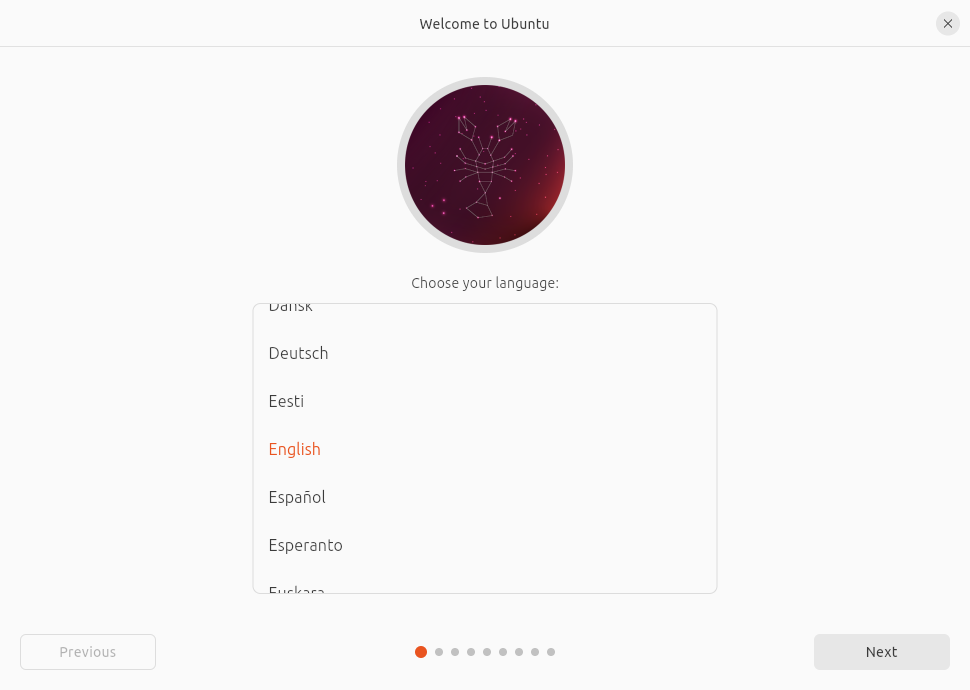 Welcome to Ubuntu
Choose your language:
Dansk
Deutsch
Eesti
English
Español
Esperanto
Euskara
Previous
Next